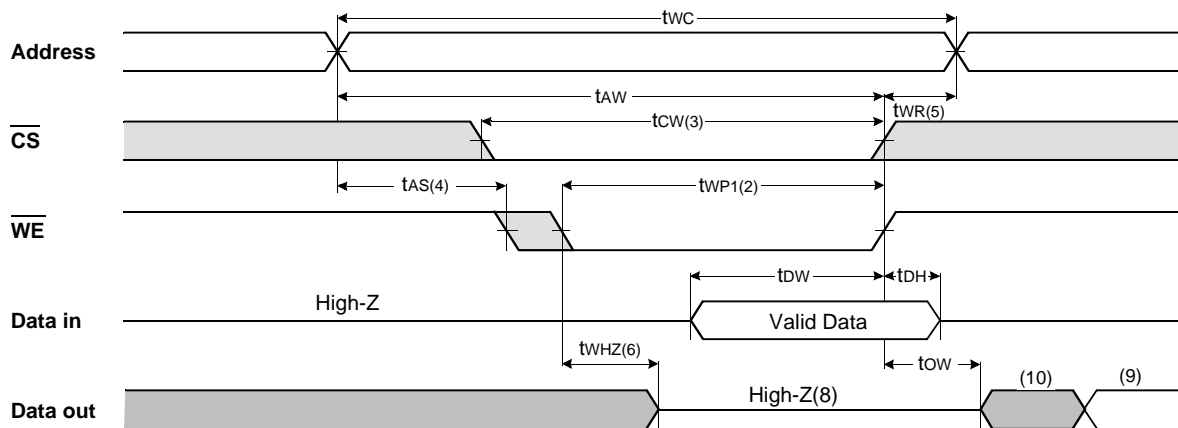 tWC
Address
tAW
tWR(5)
tCW(3)
CS
tAS(4)
tWP1(2)
WE
tDW
tDH
High-Z
Data in
Valid Data
tWHZ(6)
tOW
(10)
(9)
High-Z(8)
Data out